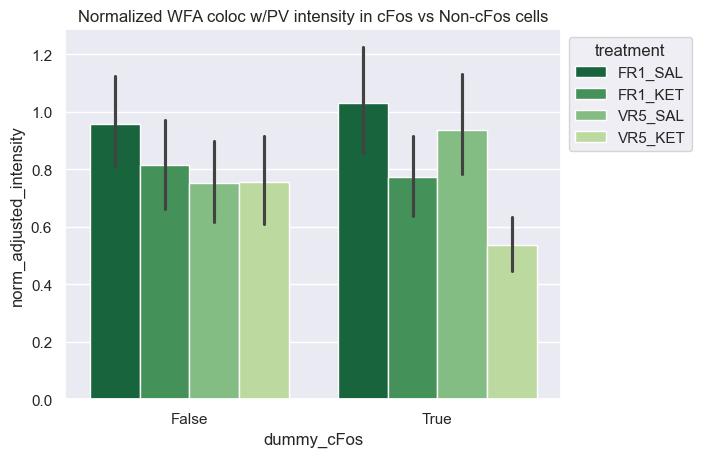 Normalized WFA coloc w/PV intensity in cFos vs Non-cFos cells
norm_adjusted_intensity
1.2
1.0
0.8
0.6
0.4
0.2
0.0
False
True
dummy_cFos
treatment
FR1_SAL
FR1_KET
VR5_SAL
VR5_KET